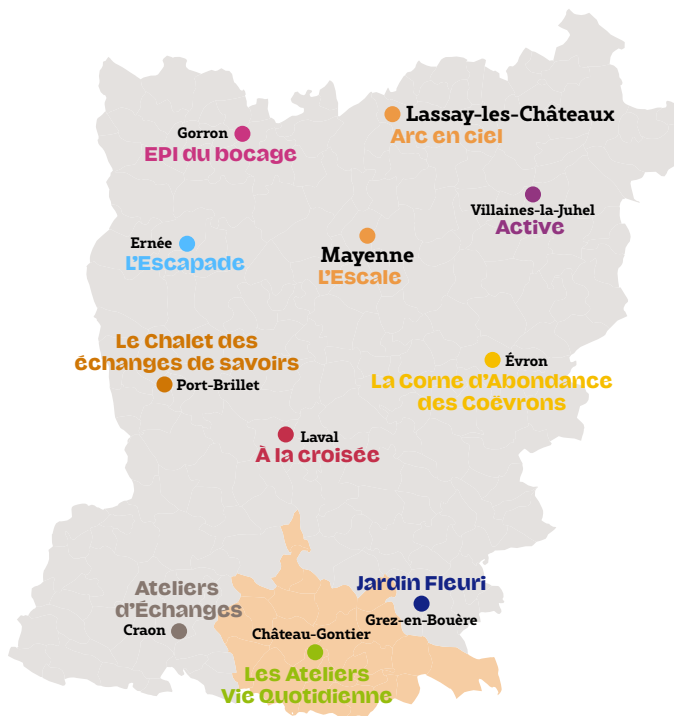 Lassay-les-Châteaux
Arc en ciel
Gorron
EPI du bocage
Villaines-la-Juhel
Active
Ernée
L'Escapade
Mayenne
L'Escale
Le Chalet des
échanges de savoirs
Port-Brillet
Évron
La Corne d'Abondance
des Coëvrons
Laval
À la croisée
Ateliers
d'Échanges
Craon
Jardin Fleuri
Grez-en-Bouère
Château-Gontier
Les Ateliers
Vie Quotidienne